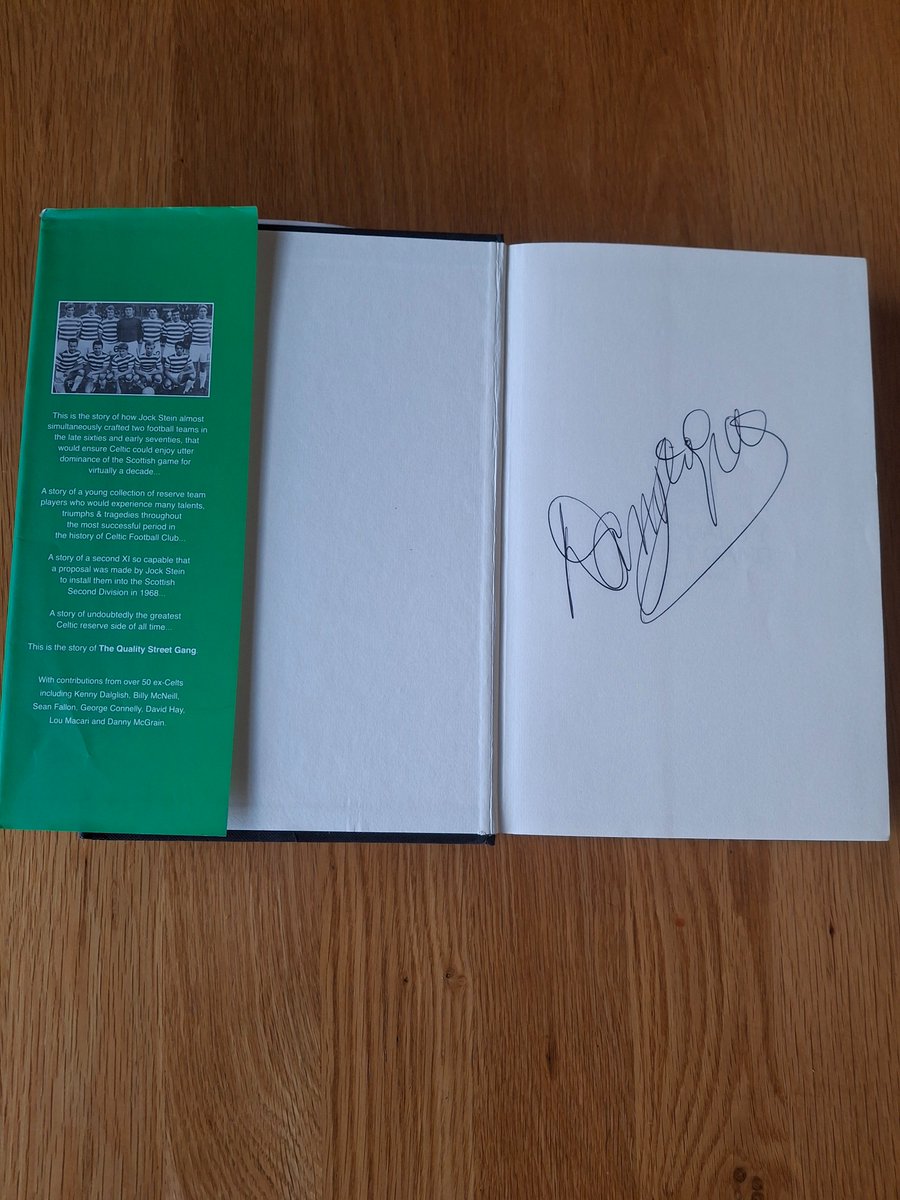 This is the story of how Jock Stein almost
simultaneously crafted two football teams in
the late sixties and early seventies, that
would ensure Celtic could enjoy utter
dominance of the Scottish game for
virtually a decade...
A story of a young collection of reserve team
players who would experience many talents,
triumphs & tragedies throughout
the most successful period in
the history of Celtic Football Club...
A story of a second XI so capable that
a proposal was made by Jock Stein
to install them into the Scottish
Second Division in 1968...
A story of undoubtedly the greatest
Celtic reserve side of all time...
This is the story of The Quality Street Gang.
With contributions from over 50 ex-Celts
including Kenny Dalglish, Billy McNeill,
Sean Fallon, George Connelly, David Hay,
Lou Macari and Danny McGrain.